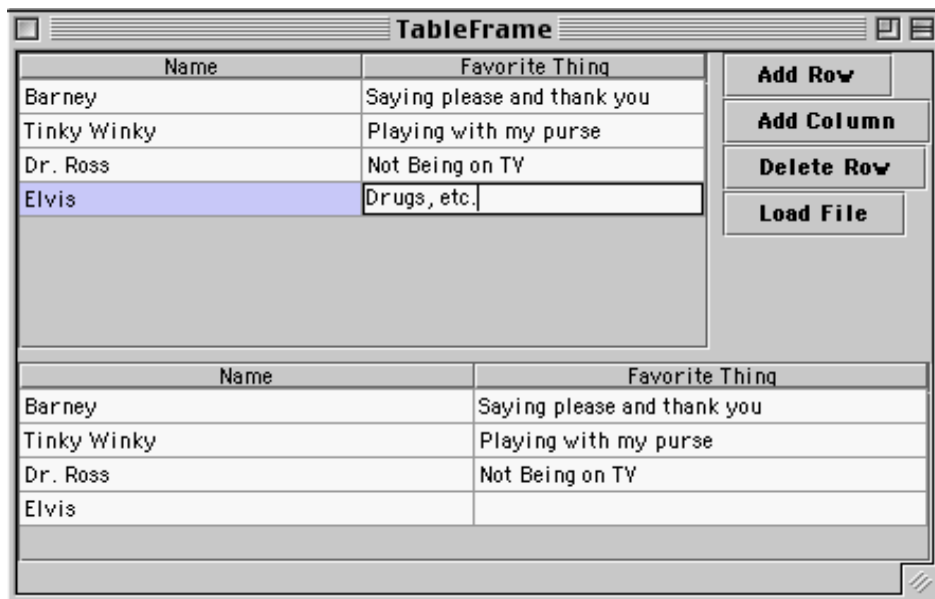 TableFrame
Name Favorite Thing
Barney Saying please and thank you
Tinky Winky Playing with my purse
Dr. Ross Not Being on TV
Elvis Drugs, etc.
Add Row
Add Column
Delete Row
Load File
Name Favorite Thing
Barney Saying please and thank you
Tinky Winky Playing with my purse
Dr. Ross Not Being on TV
Elvis